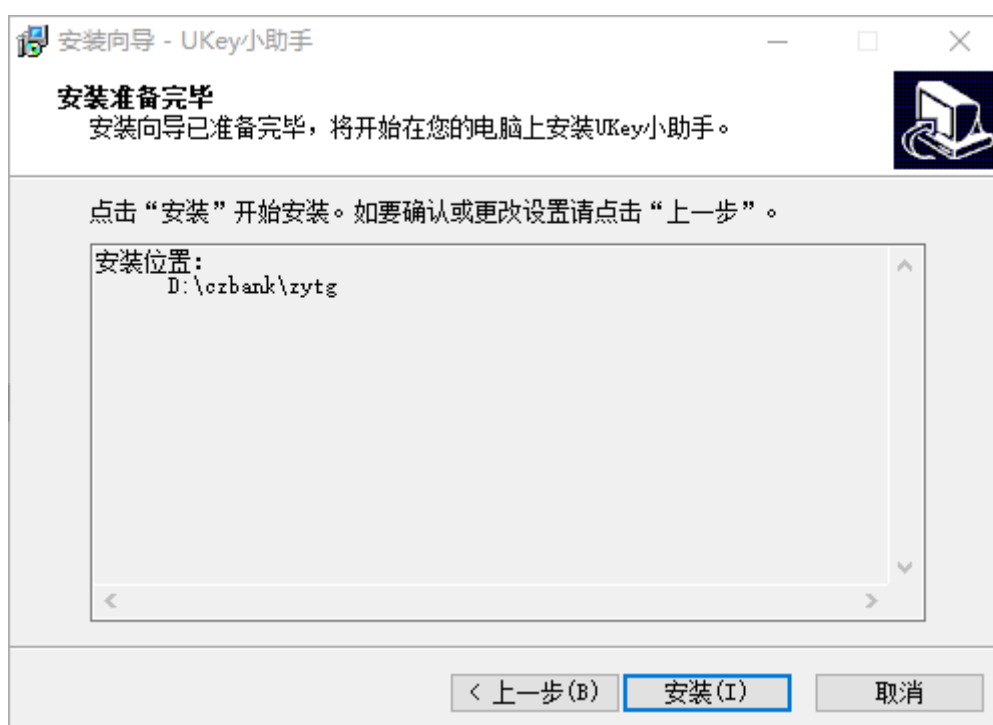 安装向导 - UKey小助手
安装准备完毕
安装向导已准备完毕，将开始在您的电脑上安装UKey小助手。
点击“安装”开始安装。如要确认或更改设置请点击“上一步”。
安装位置：
D:\czbank\zytg
< 上一步(B)
安装(I)
取消